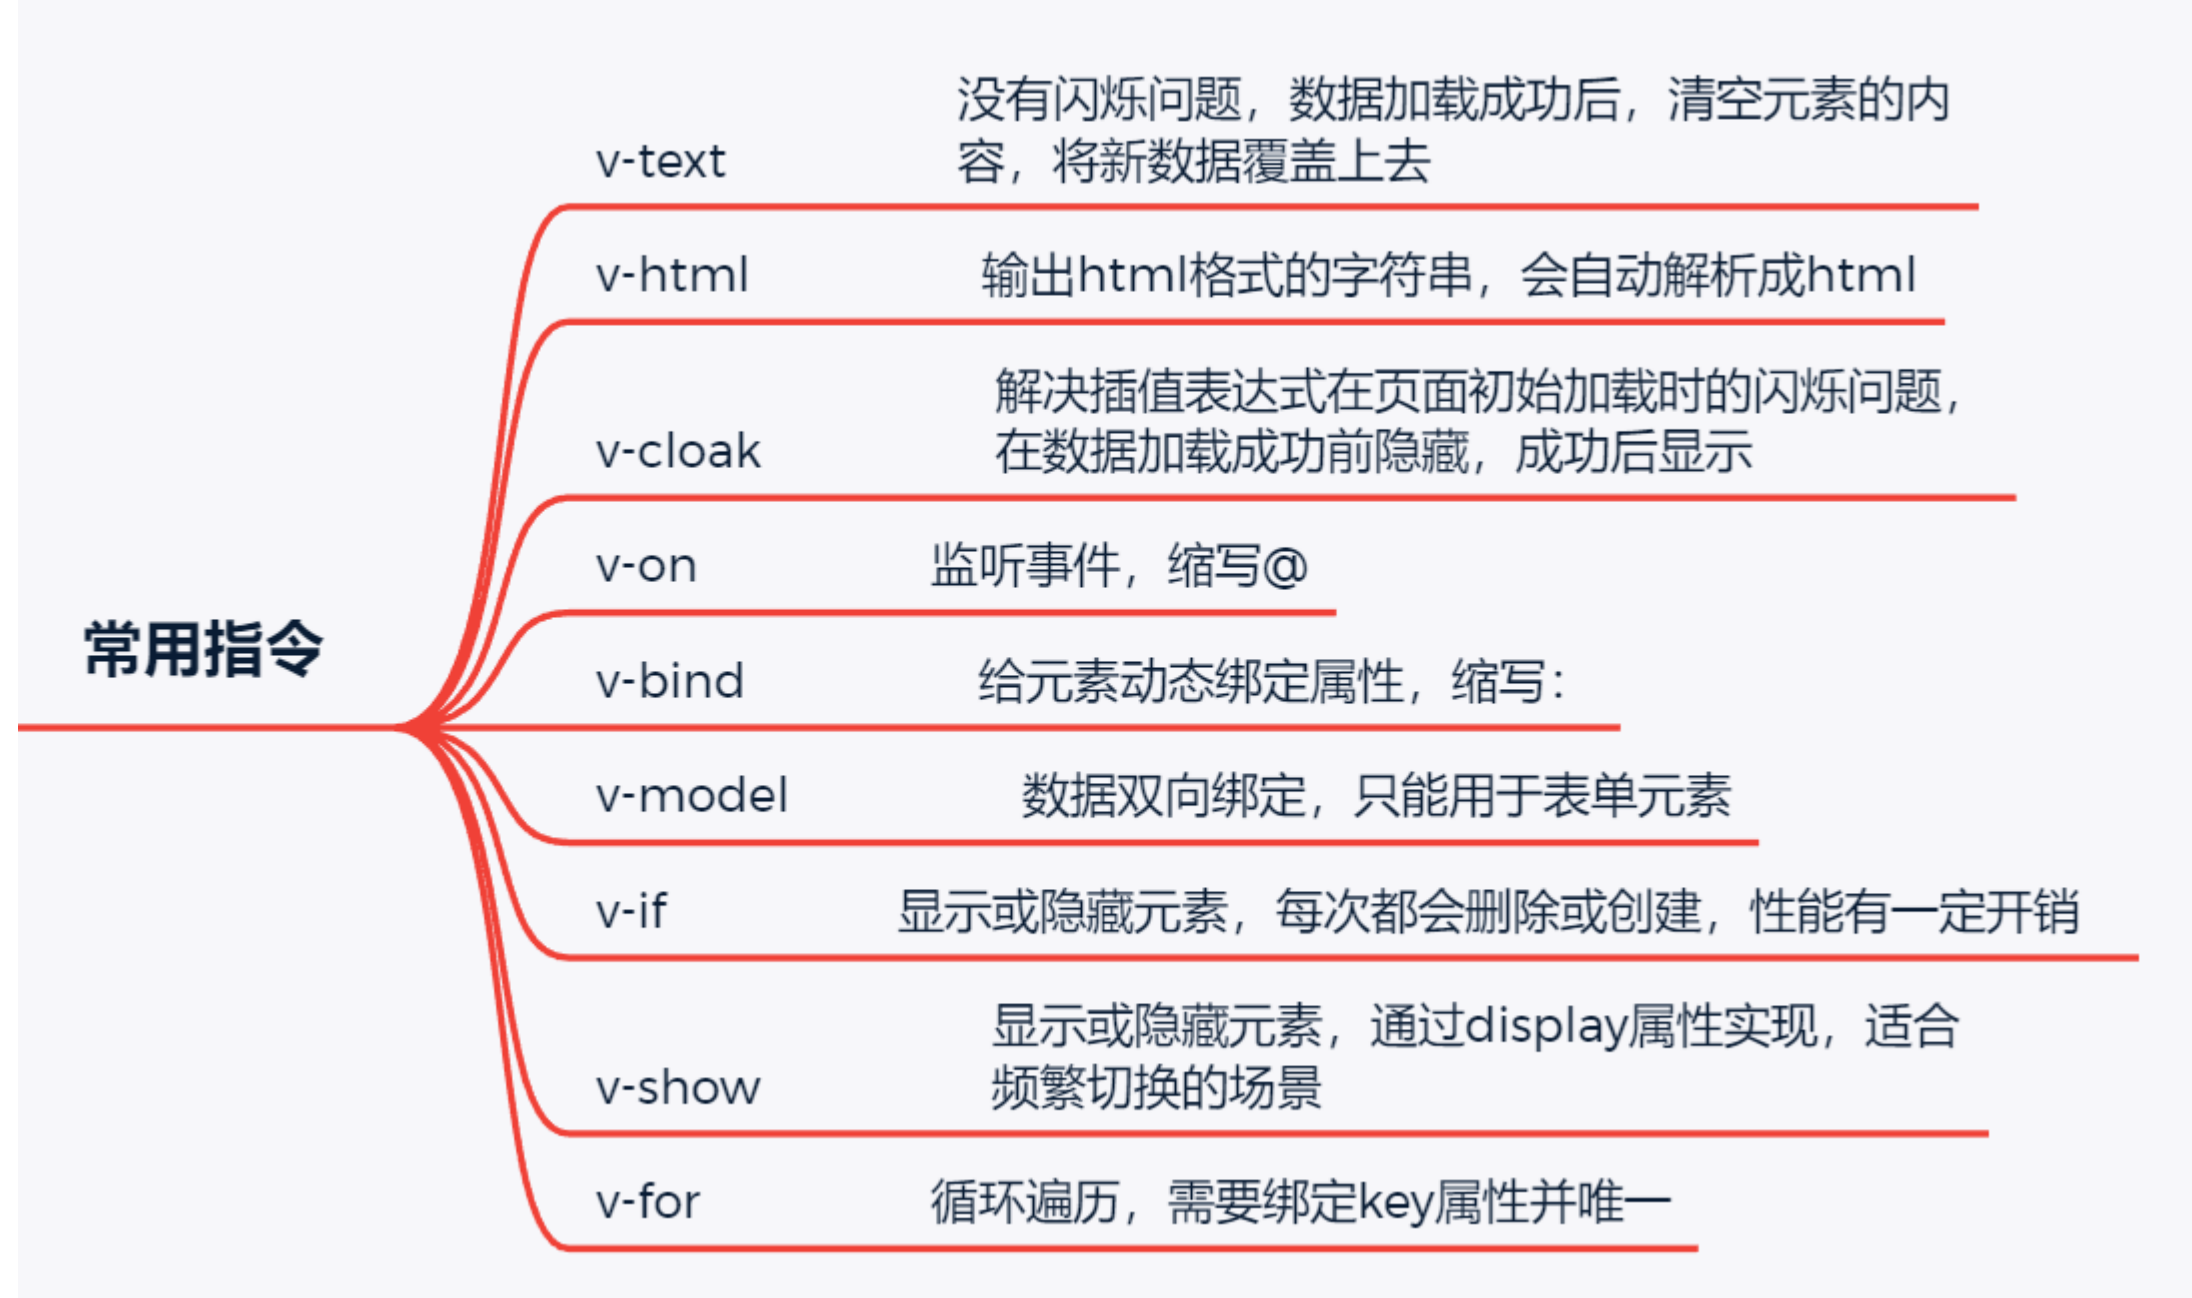 常用指令
v-text
没有闪烁问题，数据加载成功后，清空元素的内
容，将新数据覆盖上去
v-html
输出html格式的字符串，会自动解析成html
v-cloak
解决插值表达式在页面初始加载时的闪烁问题，
在数据加载成功前隐藏，成功后显示
v-on
监听事件，缩写@
v-bind
给元素动态绑定属性，缩写：
v-model
数据双向绑定，只能用于表单元素
v-if
显示或隐藏元素，每次都会删除或创建，性能有一定开销
v-show
显示或隐藏元素，通过display属性实现，适合
频繁切换的场景
v-for
循环遍历，需要绑定key属性并唯一